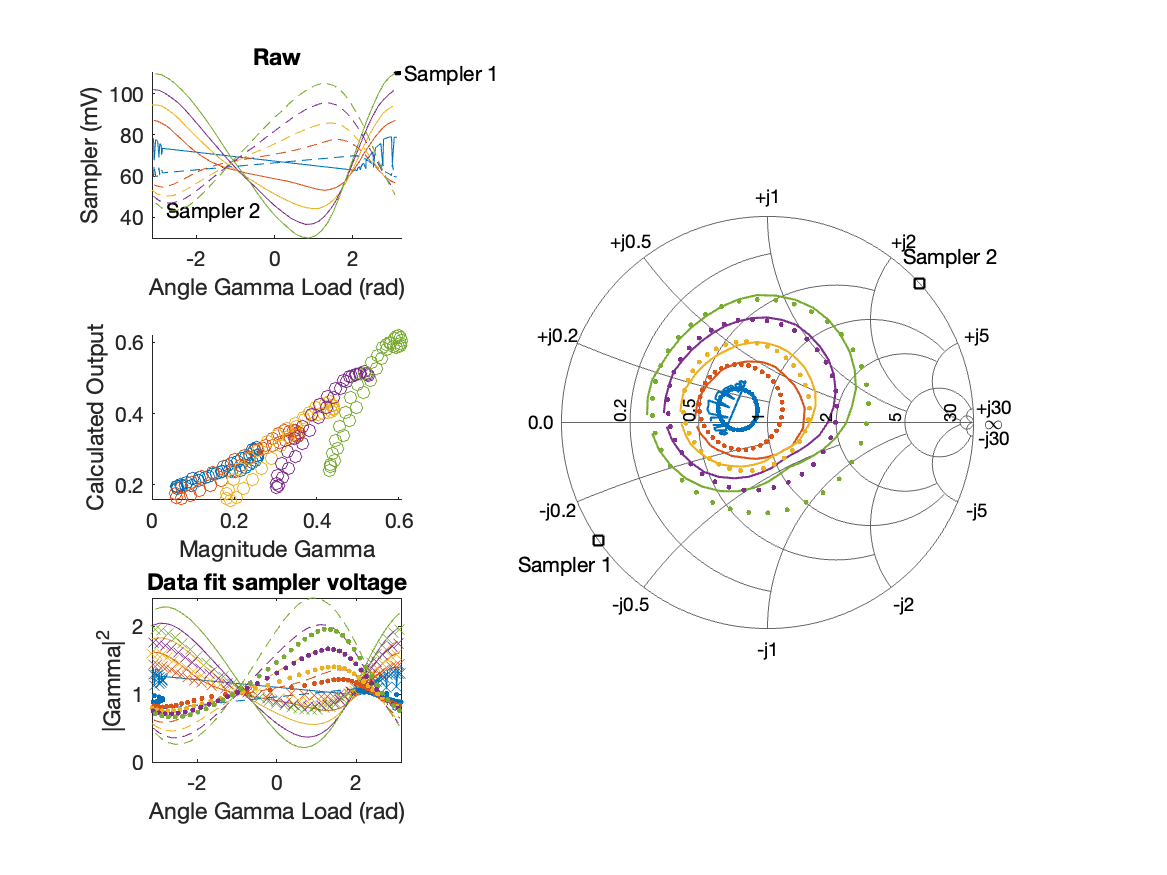 Raw
Sampler (mV)
100
80
60
40
Sampler 1
Sampler 2
-2
0
2
Angle Gamma Load (rad)
Calculated Output
0.6
0.4
0.2
0
0.2
0.4
0.6
Magnitude Gamma
Data fit sampler voltage
|Gamma|²
2
1
0
-2
0
2
Angle Gamma Load (rad)
+j1
+j0.5
+j2
Sampler 2
+j0.2
+j5
0.0
0.2
0.5
1
2
5
30
+j30
∞
-j30
-j0.2
-j5
Sampler 1
-j0.5
-j2
-j1